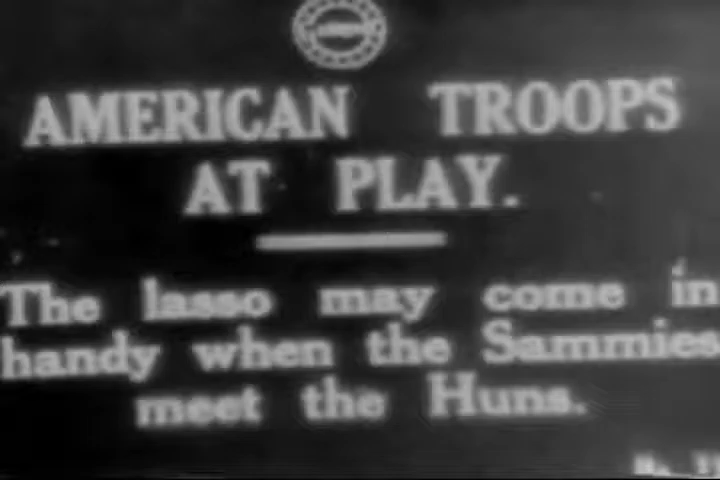 AMERICAN TROOPS
AT PLAY.
The lasso may come in
handy when the Sammies
meet the Huns.